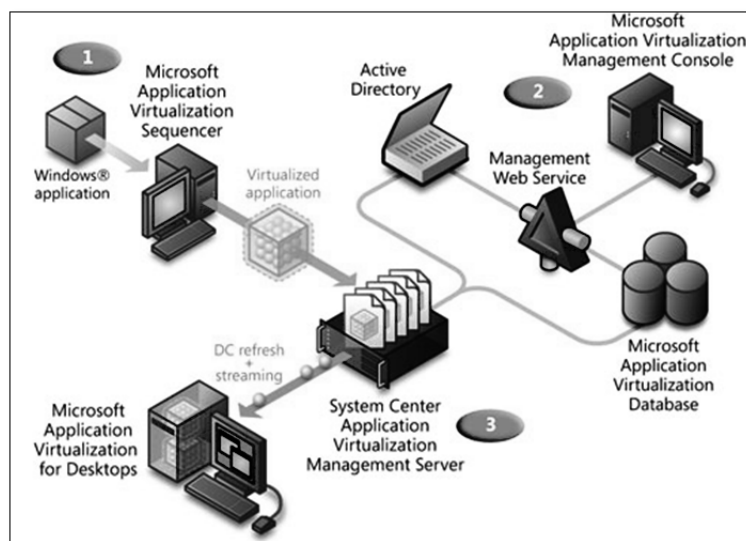 1
Microsoft
Application
Virtualization
Sequencer
Windows®
application
Virtualized
application
Active
Directory
2
Microsoft
Application Virtualization
Management Console
Management
Web Service
Microsoft
Application
Virtualization
Database
DC refresh
+
streaming
System Center
Application
Virtualization
Management Server
3
Microsoft
Application
Virtualization
for Desktops